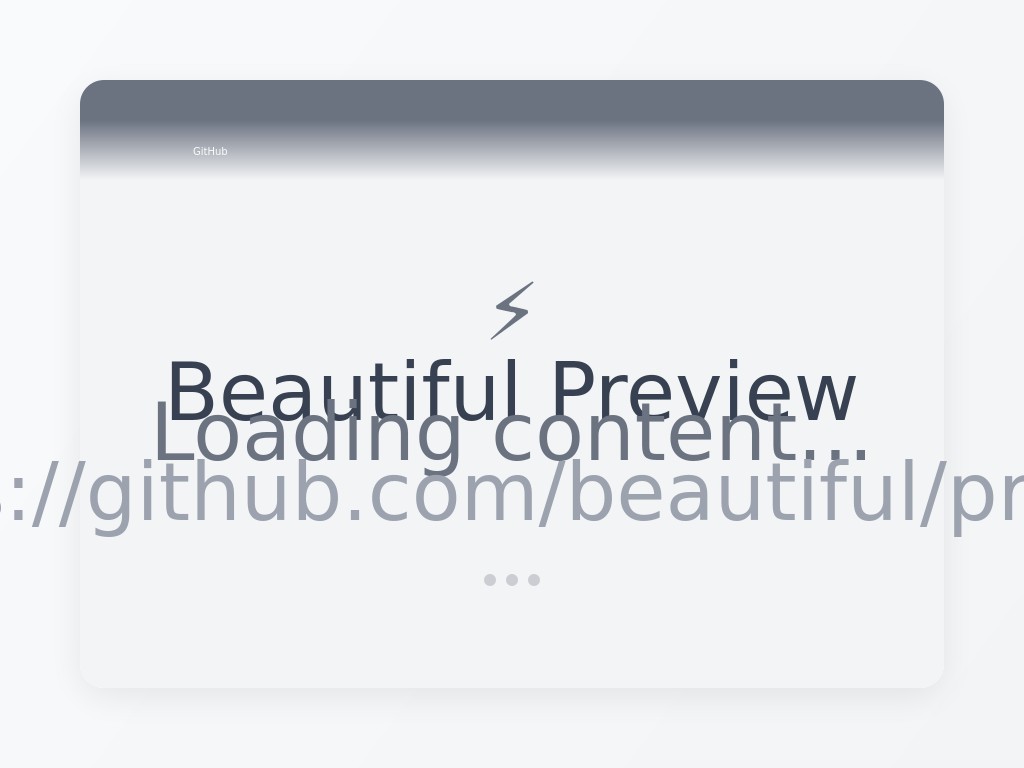 GitHub
⚡
Beautiful Preview
Loading content...
://github.com/beautiful/pr